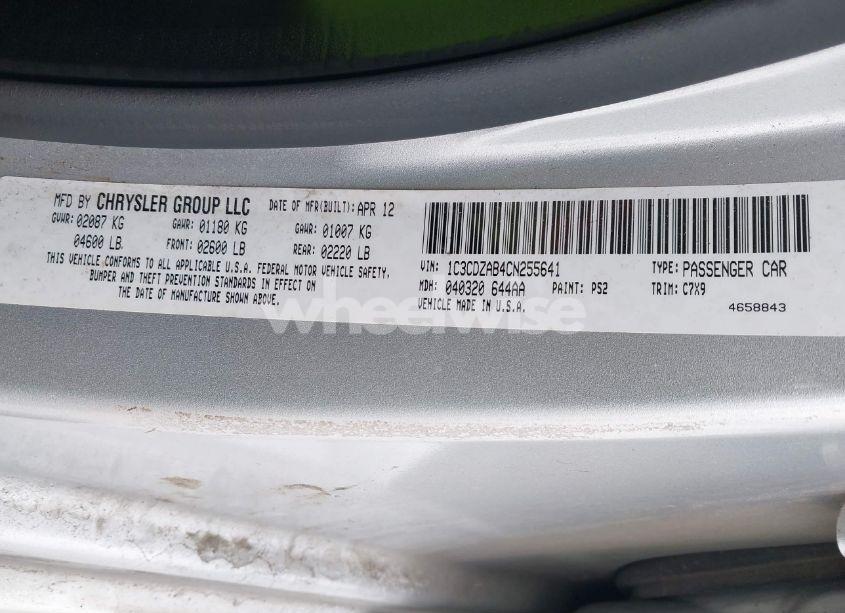 MFD BY CHRYSLER GROUP LLC DATE OF MFR(BUILT): APR 12
GVWR: 02087 KG GAWR: 01180 KG GAWR: 01007 KG
04600 LB FRONT: 02600 LB REAR: 02220 LB
THIS VEHICLE CONFORMS TO ALL APPLICABLE U.S.A. FEDERAL MOTOR VEHICLE SAFETY,
BUMPER AND THEFT PREVENTION STANDARDS IN EFFECT ON
THE DATE OF MANUFACTURE SHOWN ABOVE.
VIN: 1C3CDZAB4CN255641 TYPE: PASSENGER CAR
MDH: 040320 644AA PAINT: PS2 TRIM: C7X9
VEHICLE MADE IN U.S.A. 4658843
wheelwise